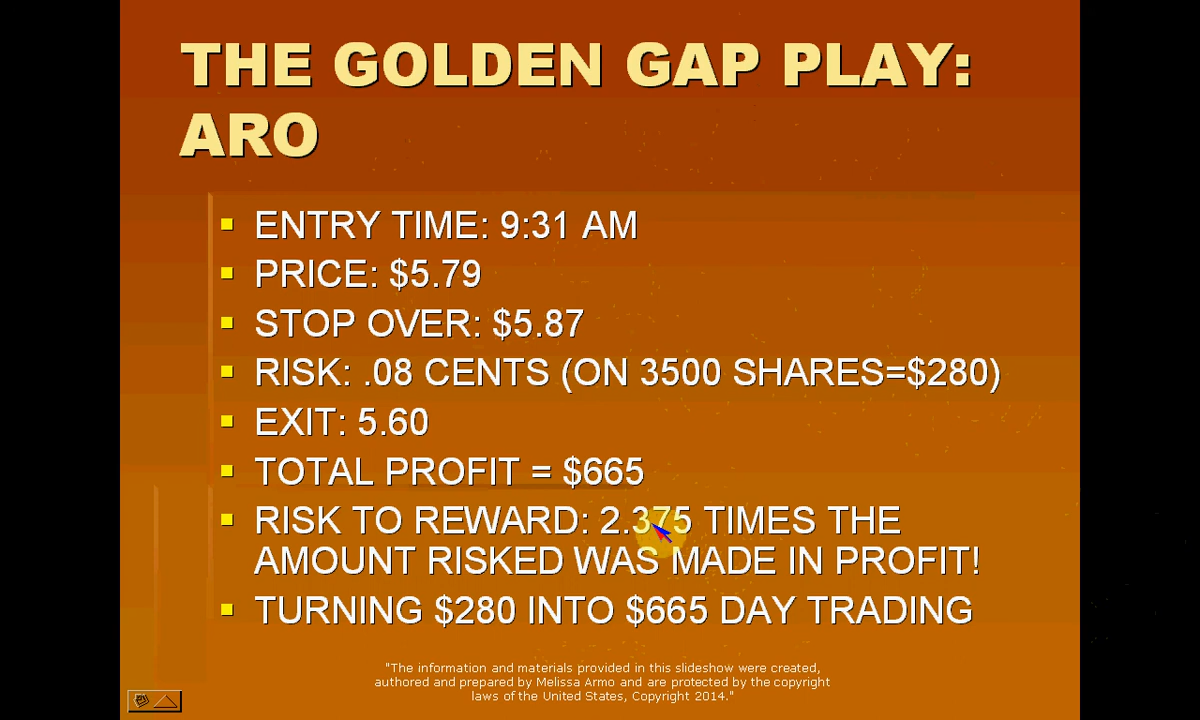 THE GOLDEN GAP PLAY:
ARO
ENTRY TIME: 9:31 AM
PRICE: $5.79
STOP OVER: $5.87
RISK: .08 CENTS (ON 3500 SHARES=$280)
EXIT: 5.60
TOTAL PROFIT = $665
RISK TO REWARD: 2.375 TIMES THE
AMOUNT RISKED WAS MADE IN PROFIT!
TURNING $280 INTO $665 DAY TRADING
"The information and materials provided in this slideshow were created,
authored and prepared by Melissa Armo and are protected by the copyright
laws of the United States, Copyright 2014."